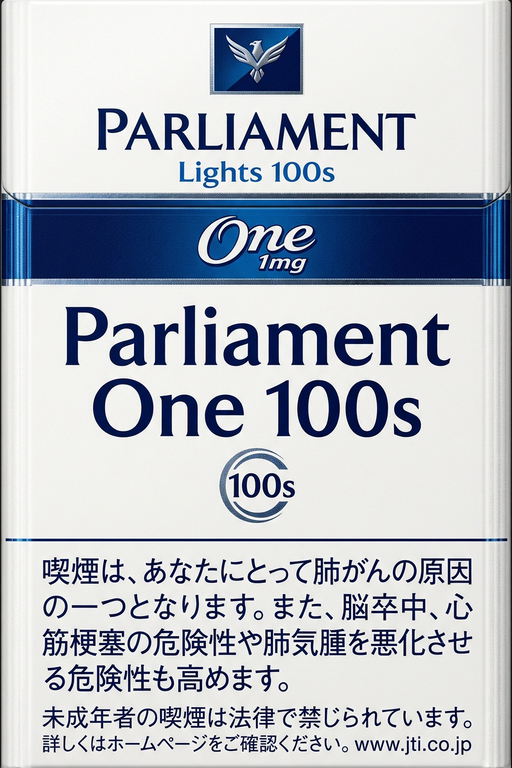 PARLIAMENT
Lights 100s
One
1mg
Parliament
One 100s
100s
喫煙は、あなたにとって肺がんの原因
の一つとなります。また、脳卒中、心
筋梗塞の危険性や肺気腫を悪化させ
る危険性も高めます。
未成年者の喫煙は法律で禁じられています。
詳しくはホームページをご確認ください。www.jti.co.jp